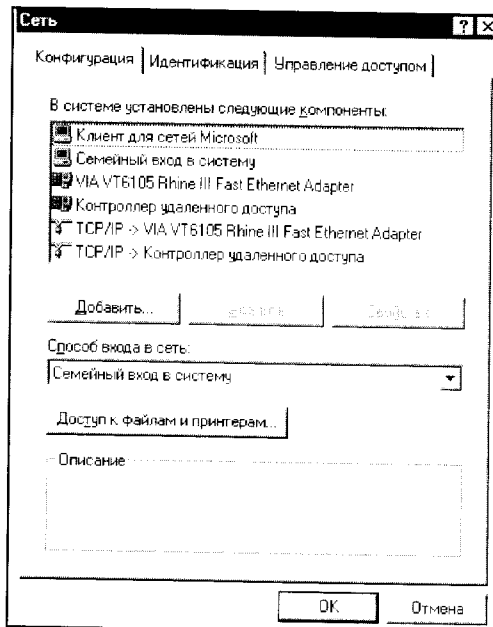 Сеть
? X
Конфигурация Идентификация Управление доступом
В системе установлены следующие компоненты:
Клиент для сетей Microsoft
Семейный вход в систему
VIA VT6105 Rhine III Fast Ethernet Adapter
Контроллер удаленного доступа
TCP/IP -> VIA VT6105 Rhine III Fast Ethernet Adapter
TCP/IP -> Контроллер удаленного доступа
Добавить...
Способ входа в сеть:
Семейный вход в систему
Доступ к файлам и принтерам...
Описание
OK Отмена